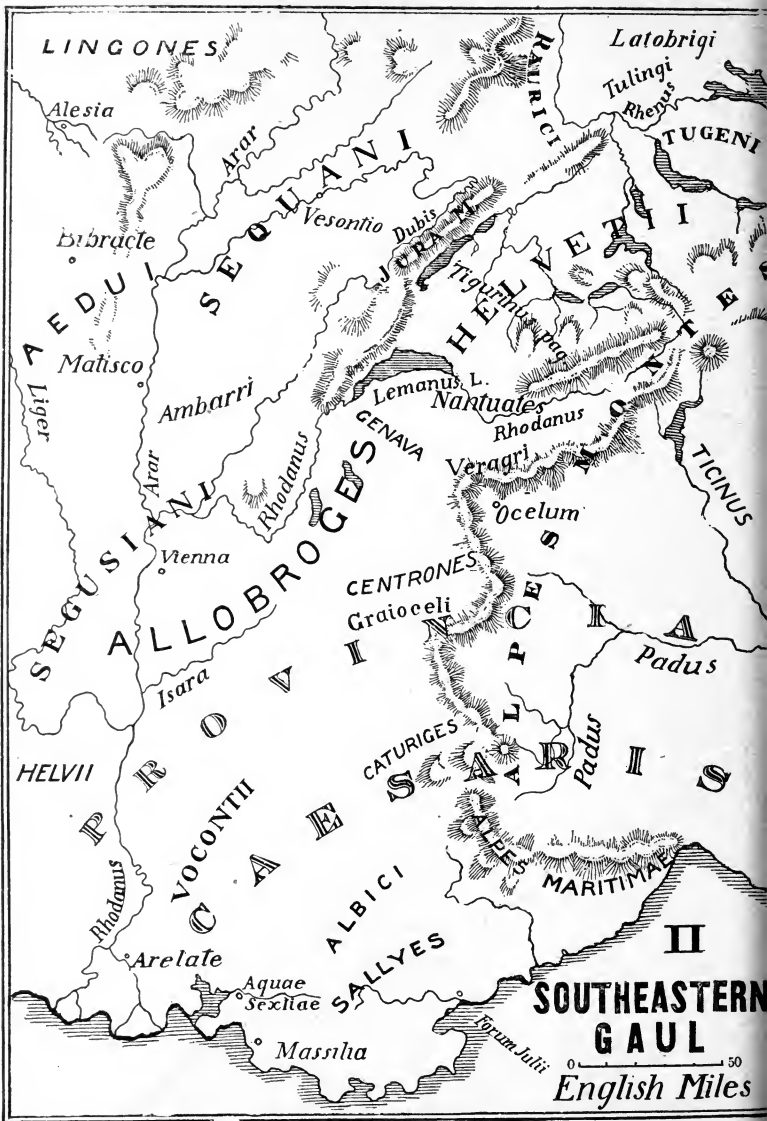 LINGONES
RAURICI
Latobrigi
Tulingi
Rhenus
TUGENI
Alesia
Arar
SEQUANI
Vesontio
Dubis
JURA M.
HELVETII
Tigurinus pag.
Bibracte
AEDUI
Matisco
Liger
Ambarri
Arar
Lemanus L.
Nantuates
Rhodanus
GENAVA
Rhodanus
Veragri
MONTES
TICINUS
Ocelum
SEGUSIANI
Vienna
ALLOBROGES
CENTRONES
Graioceli
ALPES
Isara
PROVINCIA
Padus
Padus
CATURIGES
HELVII
VOCONTII
CAESARIS
ALPES
MARITIMAE
Rhodanus
ALBICI
SALLYES
Arelate
Aquae
Sextiae
Massilia
Forum Julii
II
SOUTHEASTERN
GAUL
0 50
English Miles